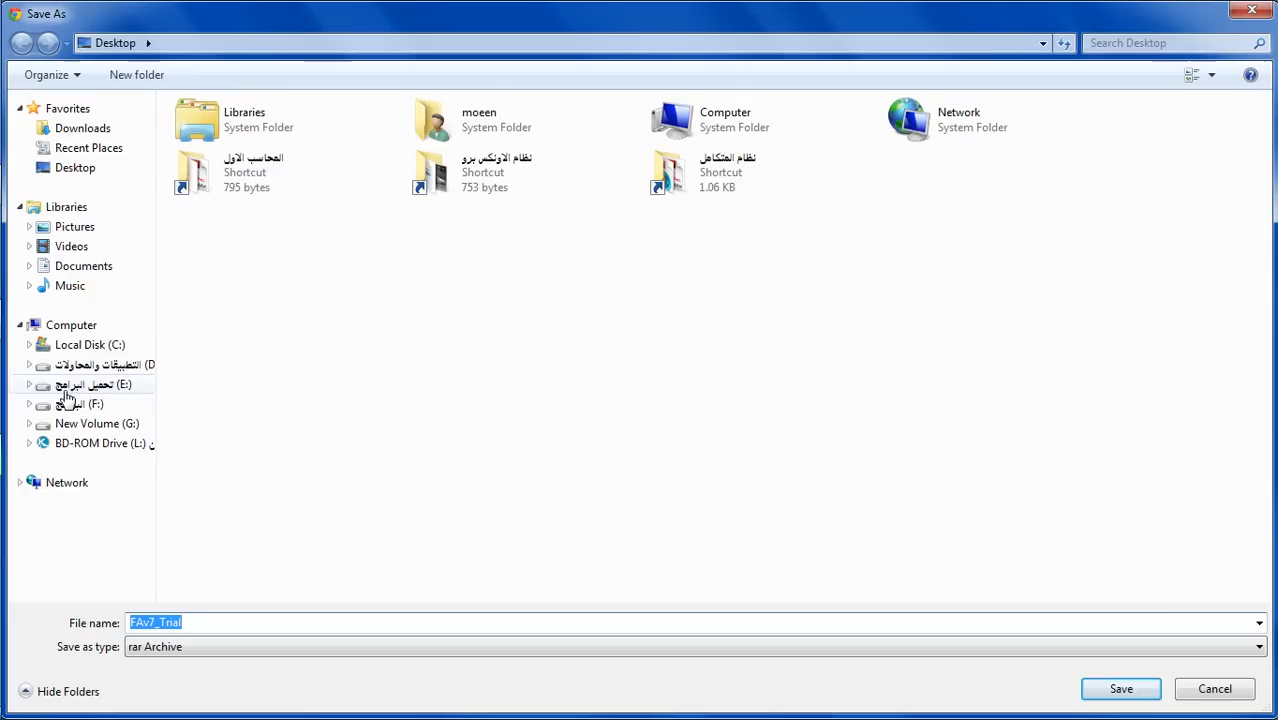 Save As
Desktop
Search Desktop
Organize
New folder
Favorites
Downloads
Recent Places
Desktop
Libraries
Pictures
Videos
Documents
Music
Computer
Local Disk (C:)
التطبيقات والمحاولات (D
تحميل البرامج (E:)
(F:)
New Volume (G:)
BD-ROM Drive (L:)
Network
Libraries
System Folder
moeen
System Folder
Computer
System Folder
Network
System Folder
المحاسب الاول
Shortcut
795 bytes
نظام الاونكس برو
Shortcut
753 bytes
نظام المتكامل
Shortcut
1.06 KB
File name:
FAv7_Trial
Save as type:
rar Archive
Hide Folders
Save
Cancel